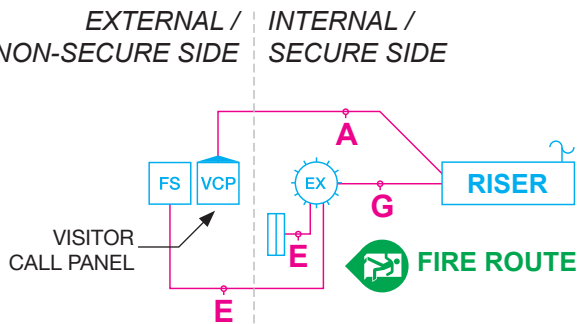 EXTERNAL /
NON-SECURE SIDE
INTERNAL /
SECURE SIDE
A
FS
VCP
EX
RISER
G
VISITOR
CALL PANEL
E
FIRE ROUTE
E